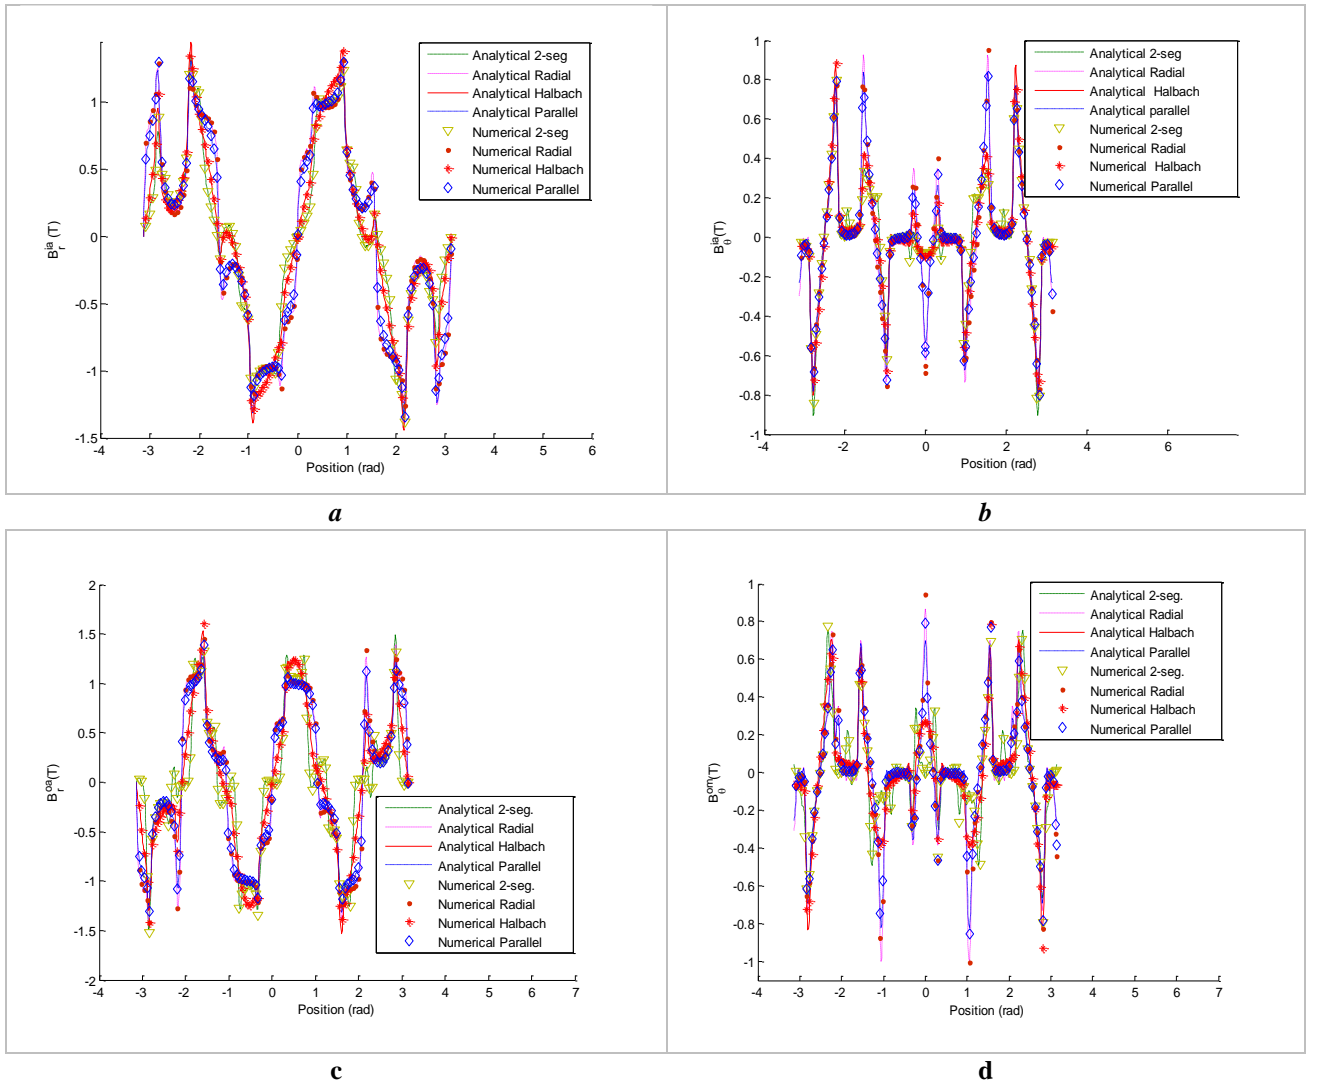 Analytical 2-seg
Analytical Radial
Analytical Halbach
Analytical Parallel
Numerical 2-seg
Numerical Radial
Numerical Halbach
Numerical Parallel
1
0.5
0
-0.5
-1
-1.5
B_r^ia(T)
-4 -3 -2 -1 0 1 2 3 4 5 6
Position (rad)
a
Analytical 2-seg
Analytical Radial
Analytical Halbach
Analytical parallel
Numerical 2-seg
Numerical Radial
Numerical Halbach
Numerical Parallel
1
0.8
0.6
0.4
0.2
0
-0.2
-0.4
-0.6
-0.8
-1
B_θ^ia(T)
-4 -2 0 2 4 6
Position (rad)
b
2
1.5
1
0.5
0
-0.5
-1
-1.5
-2
B_r^oa(T)
Analytical 2-seg.
Analytical Radial
Analytical Halbach
Analytical Parallel
Numerical 2-seg.
Numerical Radial
Numerical Halbach
Numerical Parallel
-4 -3 -2 -1 0 1 2 3 4 5 6 7
Position (rad)
c
Analytical 2-seg.
Analytical Radial
Analytical Halbach
Analytical Parallel
Numerical 2-seg.
Numerical Radial
Numerical Halbach
Numerical Parallel
1
0.8
0.6
0.4
0.2
0
-0.2
-0.4
-0.6
-0.8
-1
B_θ^om(T)
-4 -3 -2 -1 0 1 2 3 4 5 6 7
Position (rad)
d